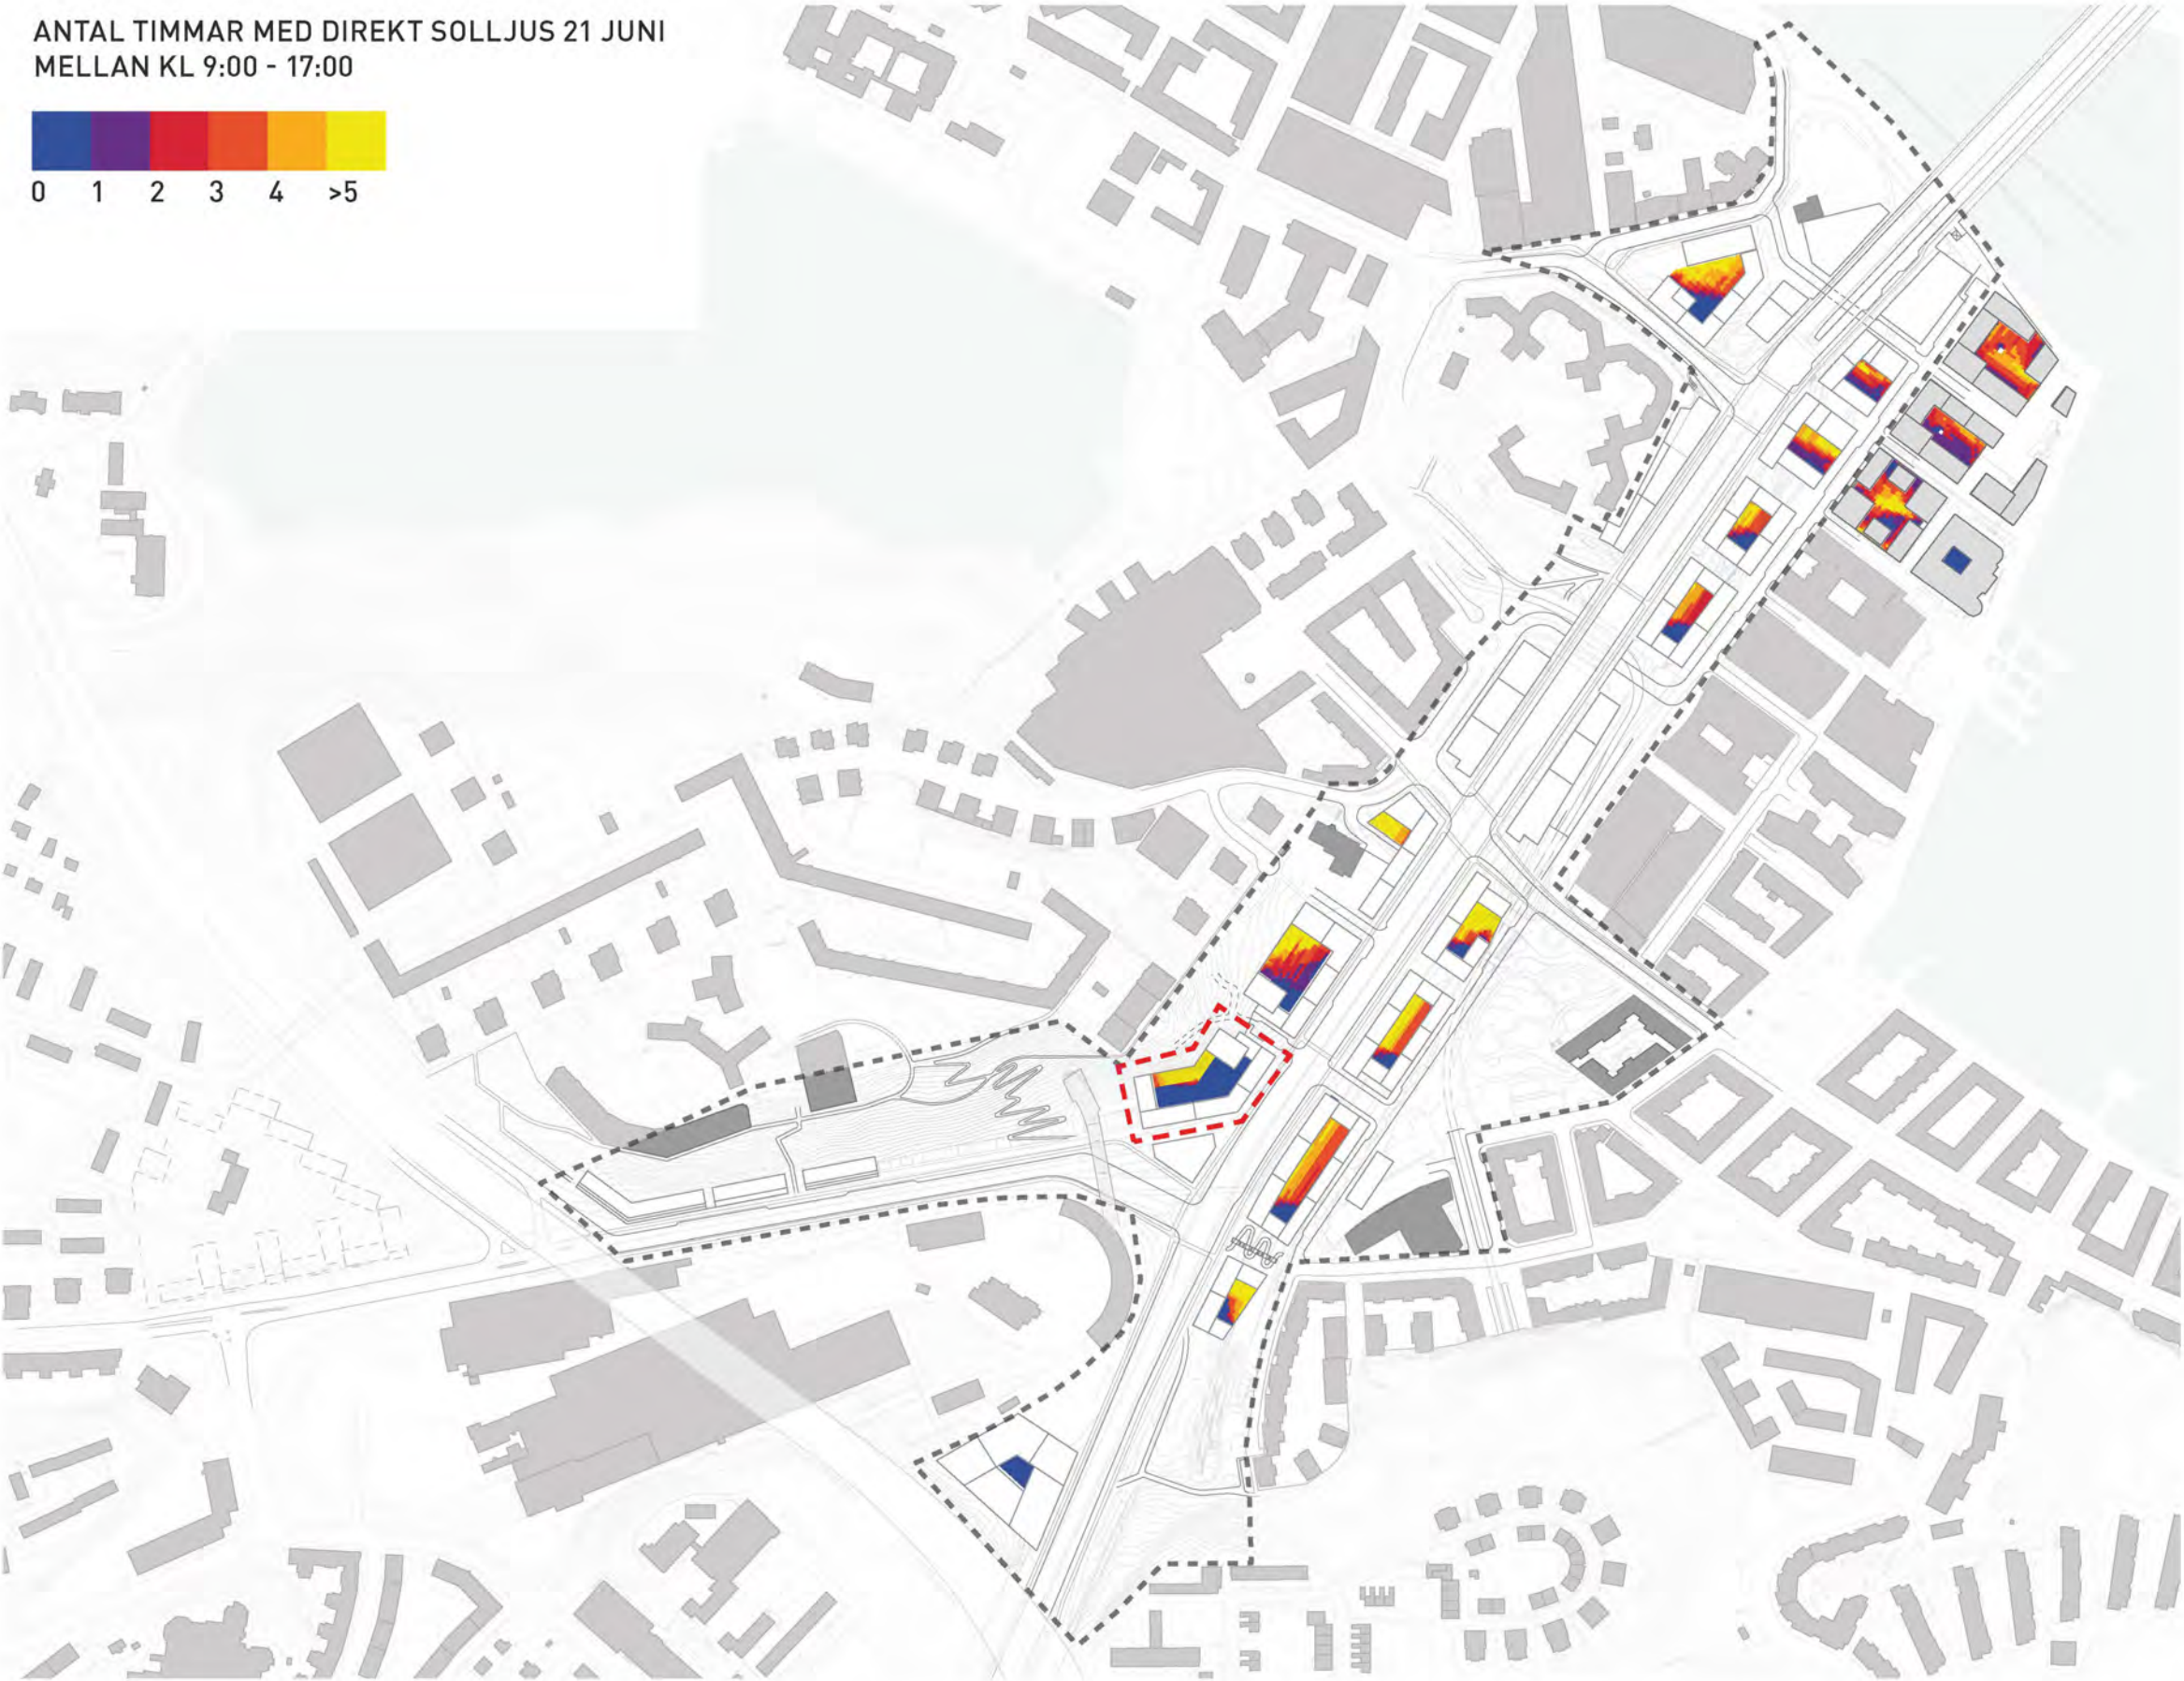 ANTAL TIMMAR MED DIREKT SOLLJUS 21 JUNI
MELLAN KL 9:00 - 17:00
0 1 2 3 4 >5